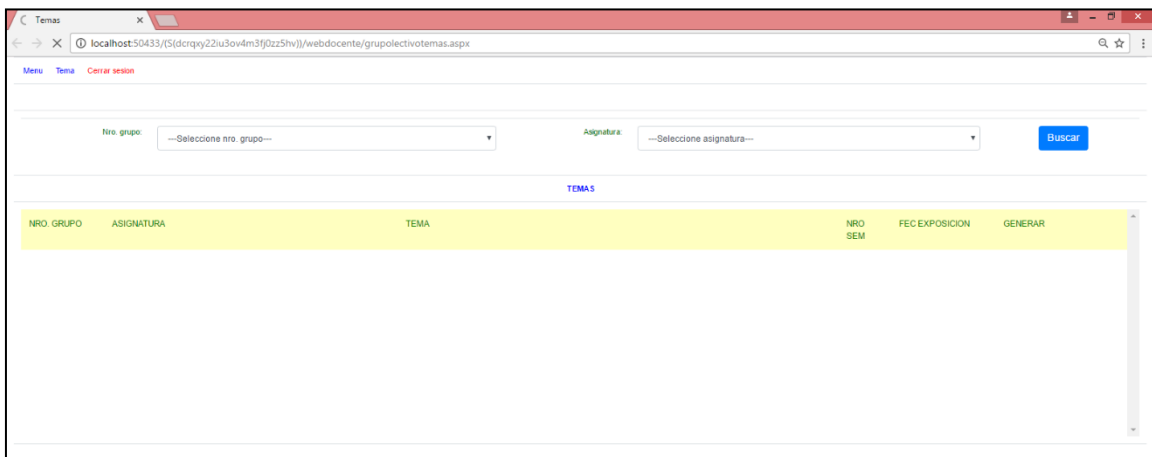 Temas
localhost:50433/(S(dcrqxy22iu3ov4m3fj0zz5hv))/webdocente/grupolectivotemas.aspx
Menu Tema Cerrar sesion
Nro. grupo: ---Seleccione nro. grupo--- Asignatura: ---Seleccione asignatura--- Buscar
TEMAS
NRO. GRUPO ASIGNATURA TEMA NRO SEM FEC EXPOSICION GENERAR